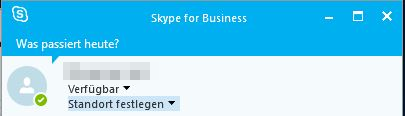 Skype for Business
Was passiert heute?
Verfügbar
Standort festlegen